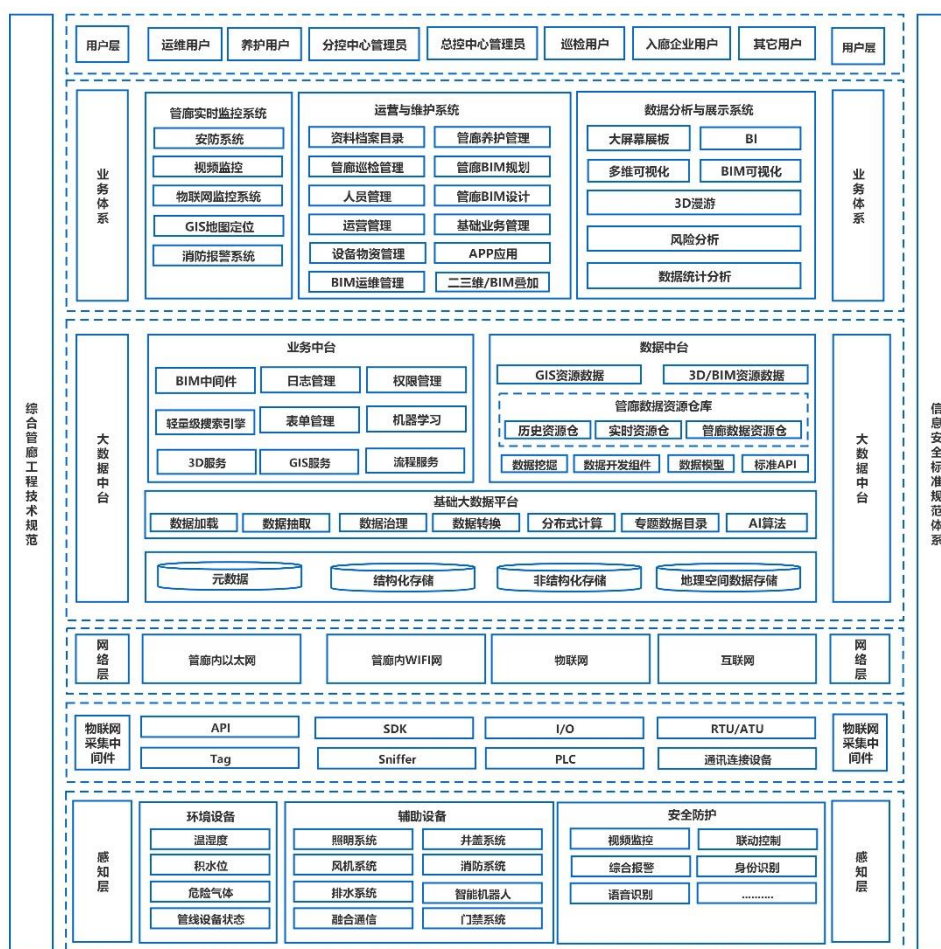 综合管廊工程技术规范
信息安全标准规范体系
用户层 运维用户 养护用户 分控中心管理员 总控中心管理员 巡检用户 入廊企业用户 其它用户 用户层
业务体系
管廊实时监控系统
安防系统
视频监控
物联网监控系统
GIS地图定位
消防报警系统
运营与维护系统
资料档案目录 管廊养护管理
管廊巡检管理 管廊BIM规划
人员管理 管廊BIM设计
运营管理 基础业务管理
设备物资管理 APP应用
BIM运维管理 二三维/BIM叠加
数据分析与展示系统
大屏幕展板 BI
多维可视化 BIM可视化
3D漫游
风险分析
数据统计分析
业务体系
大数据中台
业务中台
BIM中间件 日志管理 权限管理
轻量级搜索引擎 表单管理 机器学习
3D服务 GIS服务 流程服务
数据中台
GIS资源数据 3D/BIM资源数据
管廊数据资源仓库
历史资源仓 实时资源仓 管廊数据资源仓
数据挖掘 数据开发组件 数据模型 标准API
基础大数据平台
数据加载 数据抽取 数据治理 数据转换 分布式计算 专题数据目录 AI算法
元数据 结构化存储 非结构化存储 地理空间数据存储
大数据中台
网络层 管廊内以太网 管廊内WIFI网 物联网 互联网 网络层
物联网采集中间件
API SDK I/O RTU/ATU
Tag Sniffer PLC 通讯连接设备
物联网采集中间件
感知层
环境设备
温湿度
积水位
危险气体
管线设备状态
辅助设备
照明系统 井盖系统
风机系统 消防系统
排水系统 智能机器人
融合通信 门禁系统
安全防护
视频监控 联动控制
综合报警 身份识别
语音识别 ..........
感知层